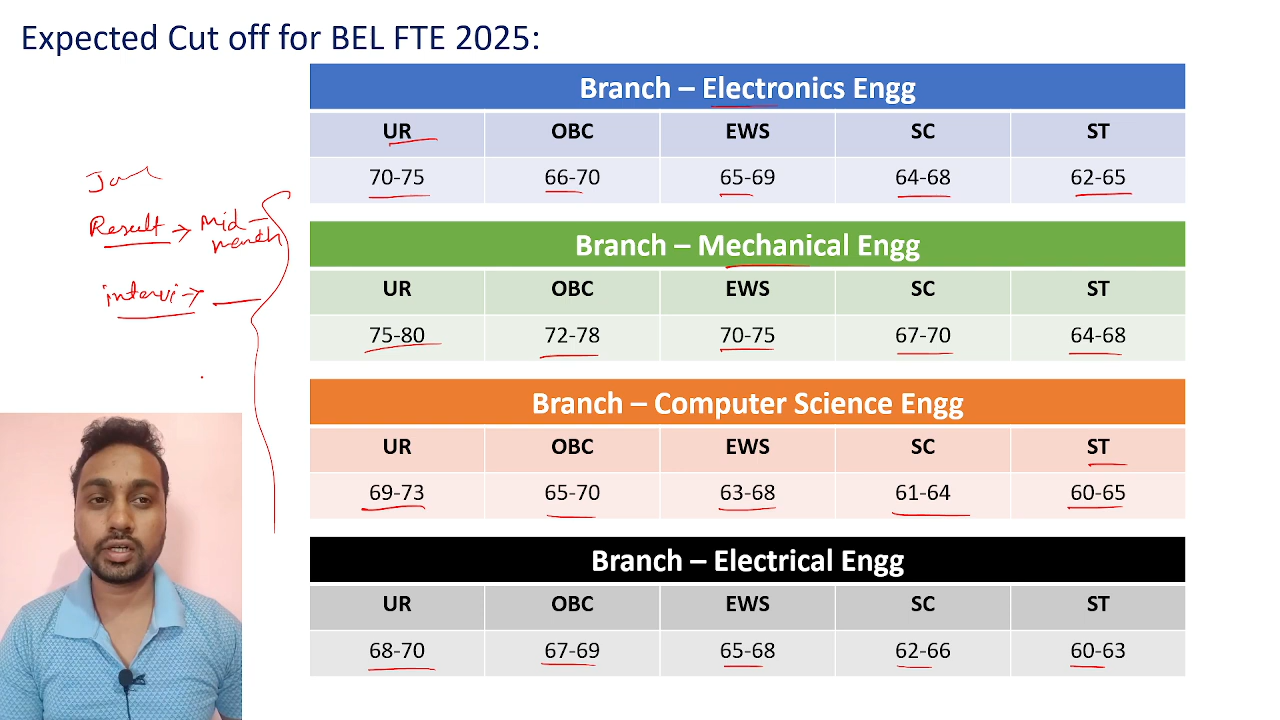 Expected Cut off for BEL FTE 2025:
Branch – Electronics Engg
UR OBC EWS SC ST
70-75 66-70 65-69 64-68 62-65
Result → Mid
month
intervi →
Branch – Mechanical Engg
UR OBC EWS SC ST
75-80 72-78 70-75 67-70 64-68
Branch – Computer Science Engg
UR OBC EWS SC ST
69-73 65-70 63-68 61-64 60-65
Branch – Electrical Engg
UR OBC EWS SC ST
68-70 67-69 65-68 62-66 60-63